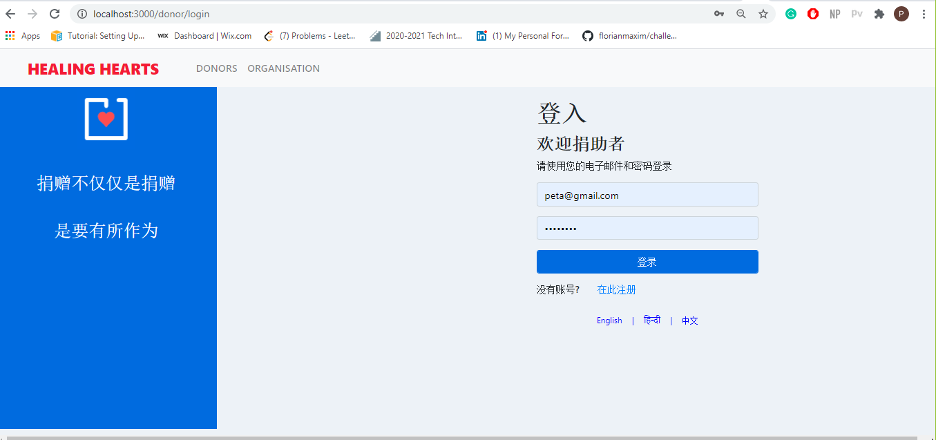 localhost:3000/donor/login
Apps Tutorial: Setting Up... Dashboard | Wix.com (7) Problems - Leet... 2020-2021 Tech Int... (1) My Personal For... florianmaxim/challe...
HEALING HEARTS DONORS ORGANISATION
捐赠不仅仅是捐赠
是要有所作为
登入
欢迎捐助者
请使用您的电子邮件和密码登录
peta@gmail.com
••••••••
登录
没有账号? 在此注册
English | हिन्दी | 中文